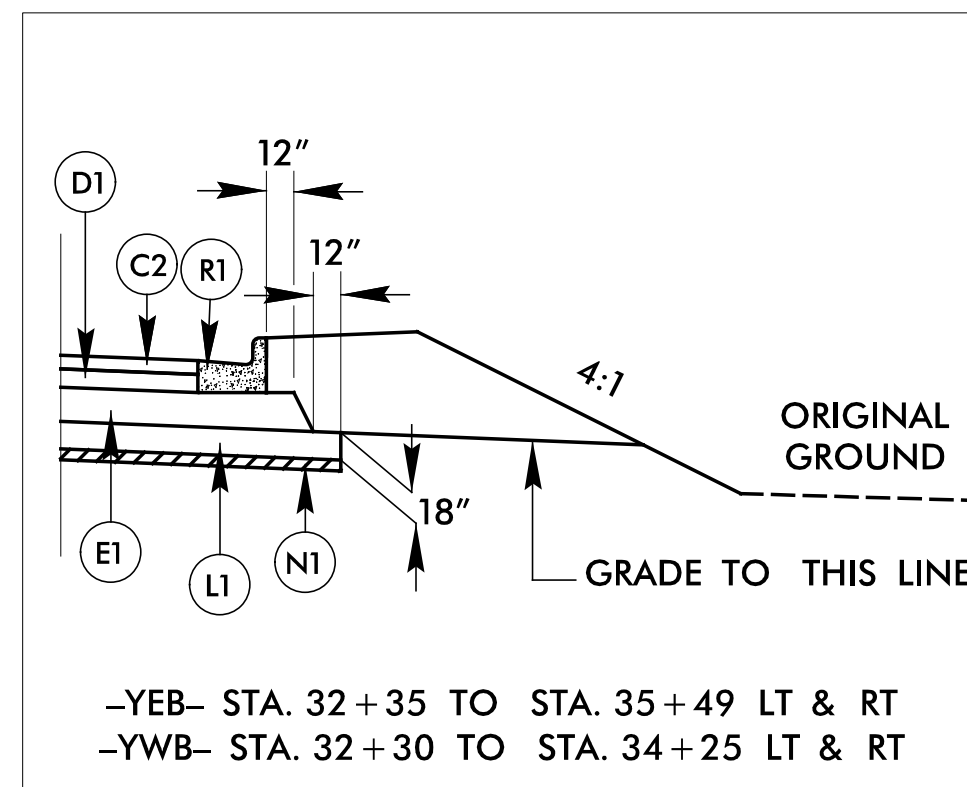 12″
D1
12″
C2
R1
4:1
ORIGINAL
GROUND
18″
E1
L1
N1
GRADE TO THIS LINE
–YEB– STA. 32+35 TO STA. 35+49 LT & RT
–YWB– STA. 32+30 TO STA. 34+25 LT & RT